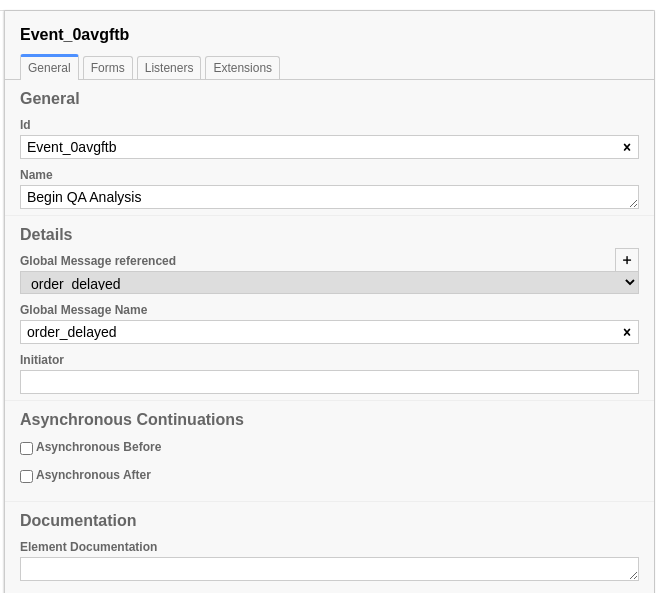 Event_0avgftb
General Forms Listeners Extensions
General
Id
Event_0avgftb ×
Name
Begin QA Analysis
Details
Global Message referenced +
order_delayed
Global Message Name
order_delayed ×
Initiator
Asynchronous Continuations
Asynchronous Before
Asynchronous After
Documentation
Element Documentation